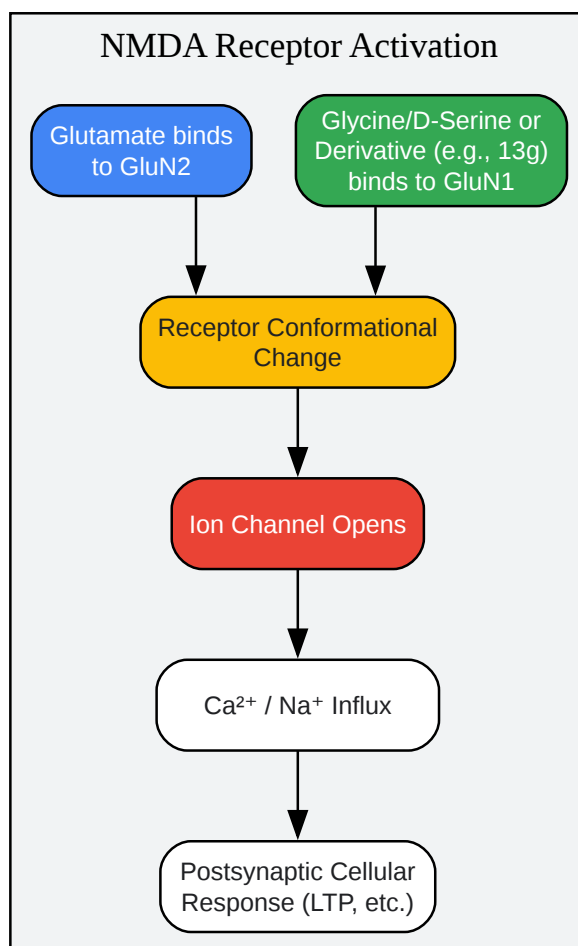 NMDA Receptor Activation
Glutamate binds
to GluN2
Glycine/D-Serine or
Derivative (e.g., 13g)
binds to GluN1
Receptor Conformational
Change
Ion Channel Opens
Ca²⁺ / Na⁺ Influx
Postsynaptic Cellular
Response (LTP, etc.)